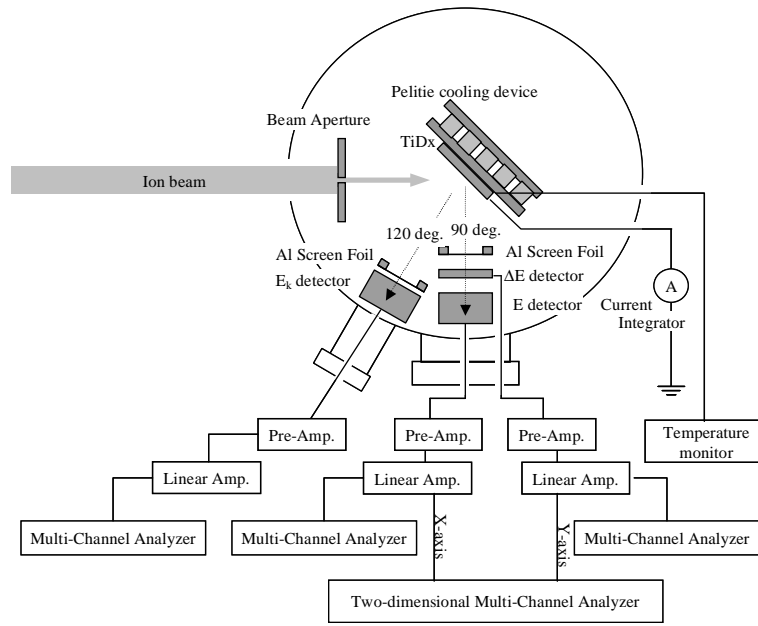 Pelitie cooling device
Beam Aperture
TiDx
Ion beam
120 deg.
90 deg.
Al Screen Foil
Al Screen Foil
Ek detector
ΔE detector
E detector
A
Current
Integrator
Pre-Amp.
Pre-Amp.
Pre-Amp.
Temperature
monitor
Linear Amp.
Linear Amp.
Linear Amp.
X-axis
Y-axis
Multi-Channel Analyzer
Multi-Channel Analyzer
Multi-Channel Analyzer
Two-dimensional Multi-Channel Analyzer